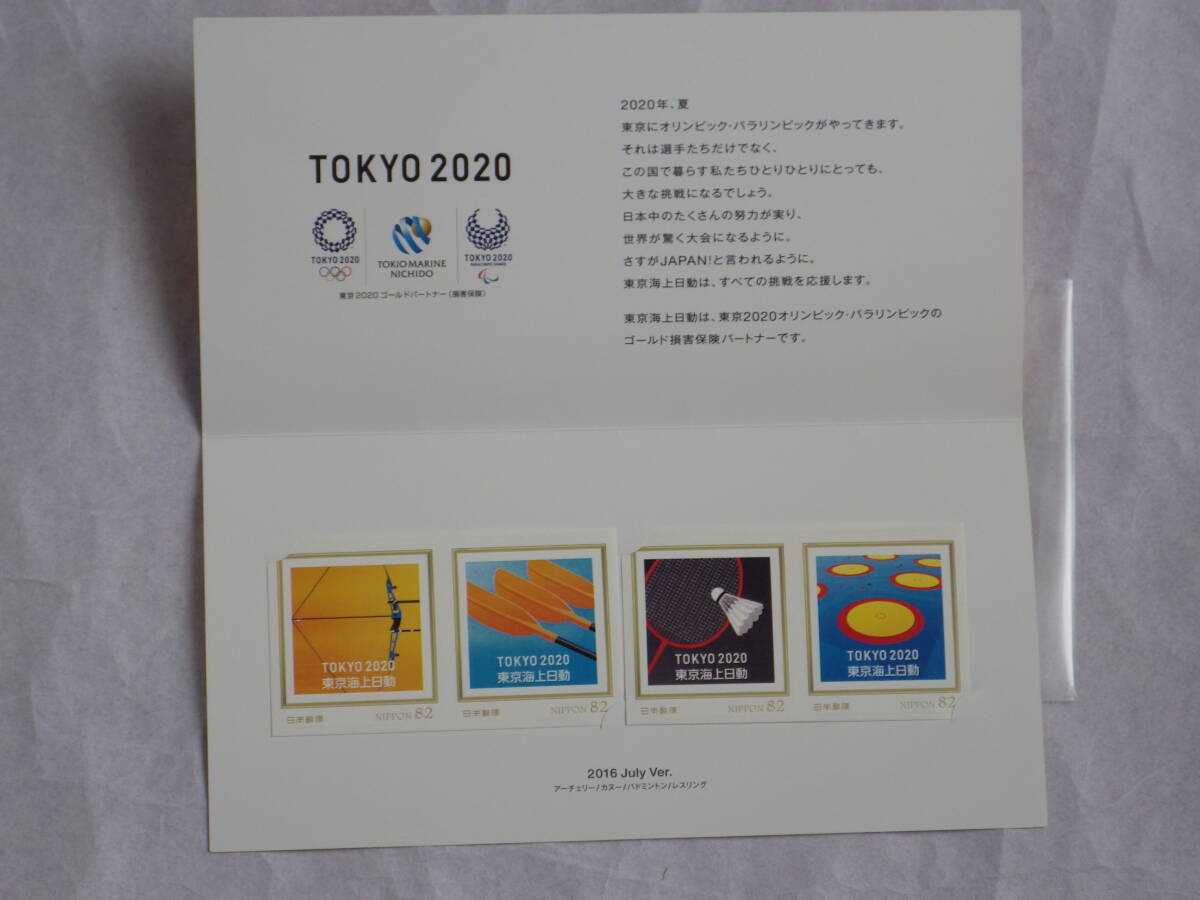 TOKYO 2020
TOKYO 2020
TOKIO MARINE
NICHIDO
TOKYO 2020
PARALYMPIC GAMES
東京2020 ゴールドパートナー（損害保険）
2020年、夏
東京にオリンピック・パラリンピックがやってきます。
それは選手たちだけでなく、
この国で暮らす私たちひとりひとりにとっても、
大きな挑戦になるでしょう。
日本中のたくさんの努力が実り、
世界が驚く大会になるように。
さすがJAPAN!と言われるように。
東京海上日動は、すべての挑戦を応援します。
東京海上日動は、東京2020オリンピック・パラリンピックの
ゴールド損害保険パートナーです。
TOKYO 2020
東京海上日動
日本郵便 NIPPON 82
TOKYO 2020
東京海上日動
日本郵便 NIPPON 82
TOKYO 2020
東京海上日動
日本郵便 NIPPON 82
TOKYO 2020
東京海上日動
日本郵便 NIPPON 82
2016 July Ver.
アーチェリー/カヌー/バドミントン/レスリング